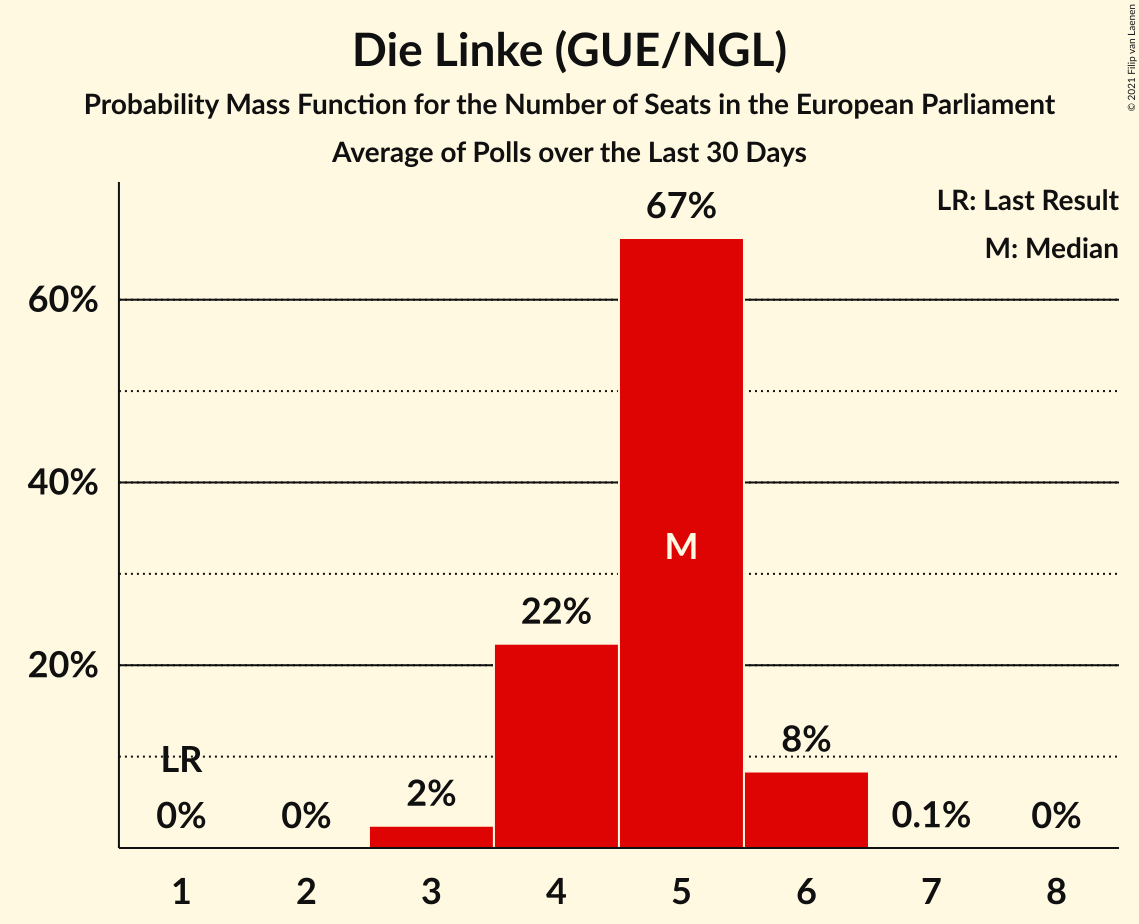 Die Linke (GUE/NGL)
Probability Mass Function for the Number of Seats in the European Parliament
Average of Polls over the Last 30 Days
© 2021 Filip van Laenen
LR: Last Result
M: Median
67%
60%
40%
M
22%
20%
8%
LR
2%
0%
0%
0.1%
0%
1 2 3 4 5 6 7 8